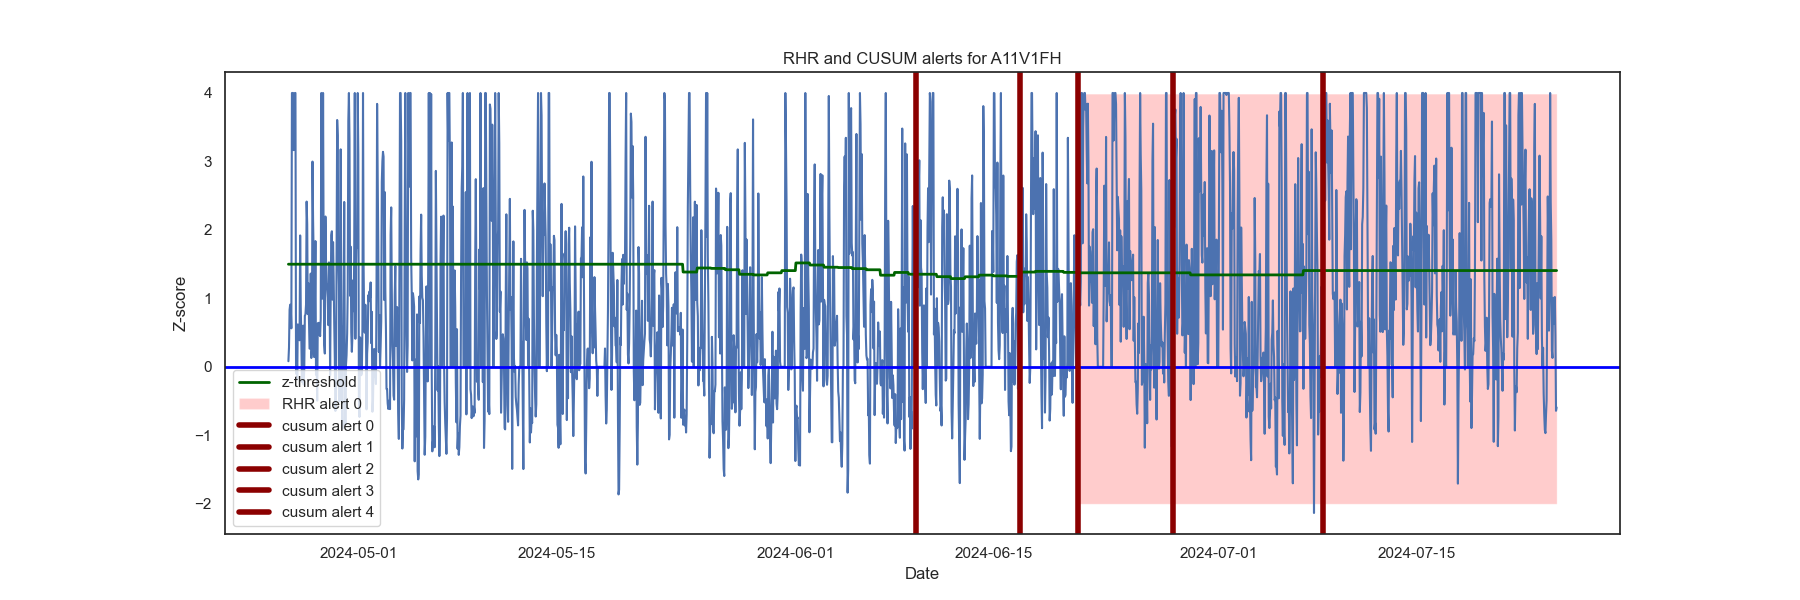 RHR and CUSUM alerts for A11V1FH
4
3
2
1
0
−1
−2
Z-score
z-threshold
RHR alert 0
cusum alert 0
cusum alert 1
cusum alert 2
cusum alert 3
cusum alert 4
2024-05-01
2024-05-15
2024-06-01
2024-06-15
2024-07-01
2024-07-15
Date